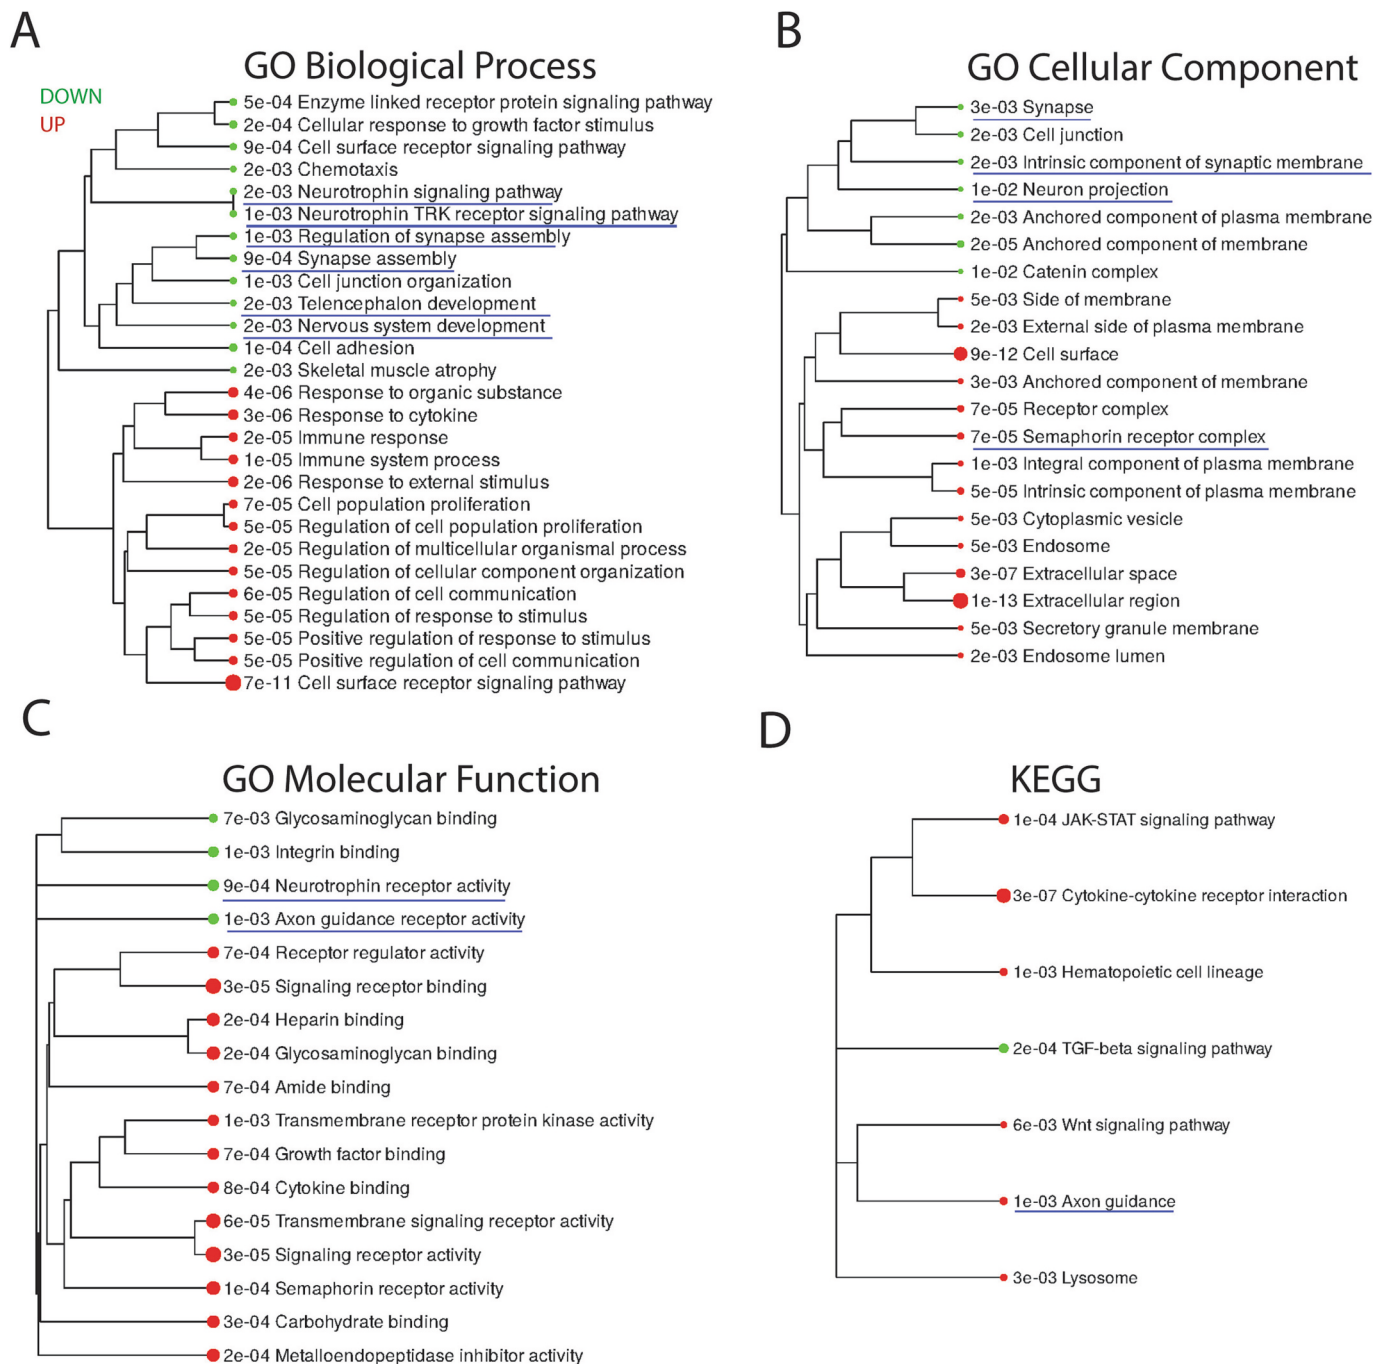 A
GO Biological Process
DOWN
UP
5e-04 Enzyme linked receptor protein signaling pathway
2e-04 Cellular response to growth factor stimulus
9e-04 Cell surface receptor signaling pathway
2e-03 Chemotaxis
2e-03 Neurotrophin signaling pathway
1e-03 Neurotrophin TRK receptor signaling pathway
1e-03 Regulation of synapse assembly
9e-04 Synapse assembly
1e-03 Cell junction organization
2e-03 Telencephalon development
2e-03 Nervous system development
1e-04 Cell adhesion
2e-03 Skeletal muscle atrophy
4e-06 Response to organic substance
3e-06 Response to cytokine
2e-05 Immune response
1e-05 Immune system process
2e-06 Response to external stimulus
7e-05 Cell population proliferation
5e-05 Regulation of cell population proliferation
2e-05 Regulation of multicellular organismal process
5e-05 Regulation of cellular component organization
6e-05 Regulation of cell communication
5e-05 Regulation of response to stimulus
5e-05 Positive regulation of response to stimulus
5e-05 Positive regulation of cell communication
7e-11 Cell surface receptor signaling pathway
B
GO Cellular Component
3e-03 Synapse
2e-03 Cell junction
2e-03 Intrinsic component of synaptic membrane
1e-02 Neuron projection
2e-03 Anchored component of plasma membrane
2e-05 Anchored component of membrane
1e-02 Catenin complex
5e-03 Side of membrane
2e-03 External side of plasma membrane
9e-12 Cell surface
3e-03 Anchored component of membrane
7e-05 Receptor complex
7e-05 Semaphorin receptor complex
1e-03 Integral component of plasma membrane
5e-05 Intrinsic component of plasma membrane
5e-03 Cytoplasmic vesicle
5e-03 Endosome
3e-07 Extracellular space
1e-13 Extracellular region
5e-03 Secretory granule membrane
2e-03 Endosome lumen
C
GO Molecular Function
7e-03 Glycosaminoglycan binding
1e-03 Integrin binding
9e-04 Neurotrophin receptor activity
1e-03 Axon guidance receptor activity
7e-04 Receptor regulator activity
3e-05 Signaling receptor binding
2e-04 Heparin binding
2e-04 Glycosaminoglycan binding
7e-04 Amide binding
1e-03 Transmembrane receptor protein kinase activity
7e-04 Growth factor binding
8e-04 Cytokine binding
6e-05 Transmembrane signaling receptor activity
3e-05 Signaling receptor activity
1e-04 Semaphorin receptor activity
3e-04 Carbohydrate binding
2e-04 Metalloendopeptidase inhibitor activity
D
KEGG
1e-04 JAK-STAT signaling pathway
3e-07 Cytokine-cytokine receptor interaction
1e-03 Hematopoietic cell lineage
2e-04 TGF-beta signaling pathway
6e-03 Wnt signaling pathway
1e-03 Axon guidance
3e-03 Lysosome